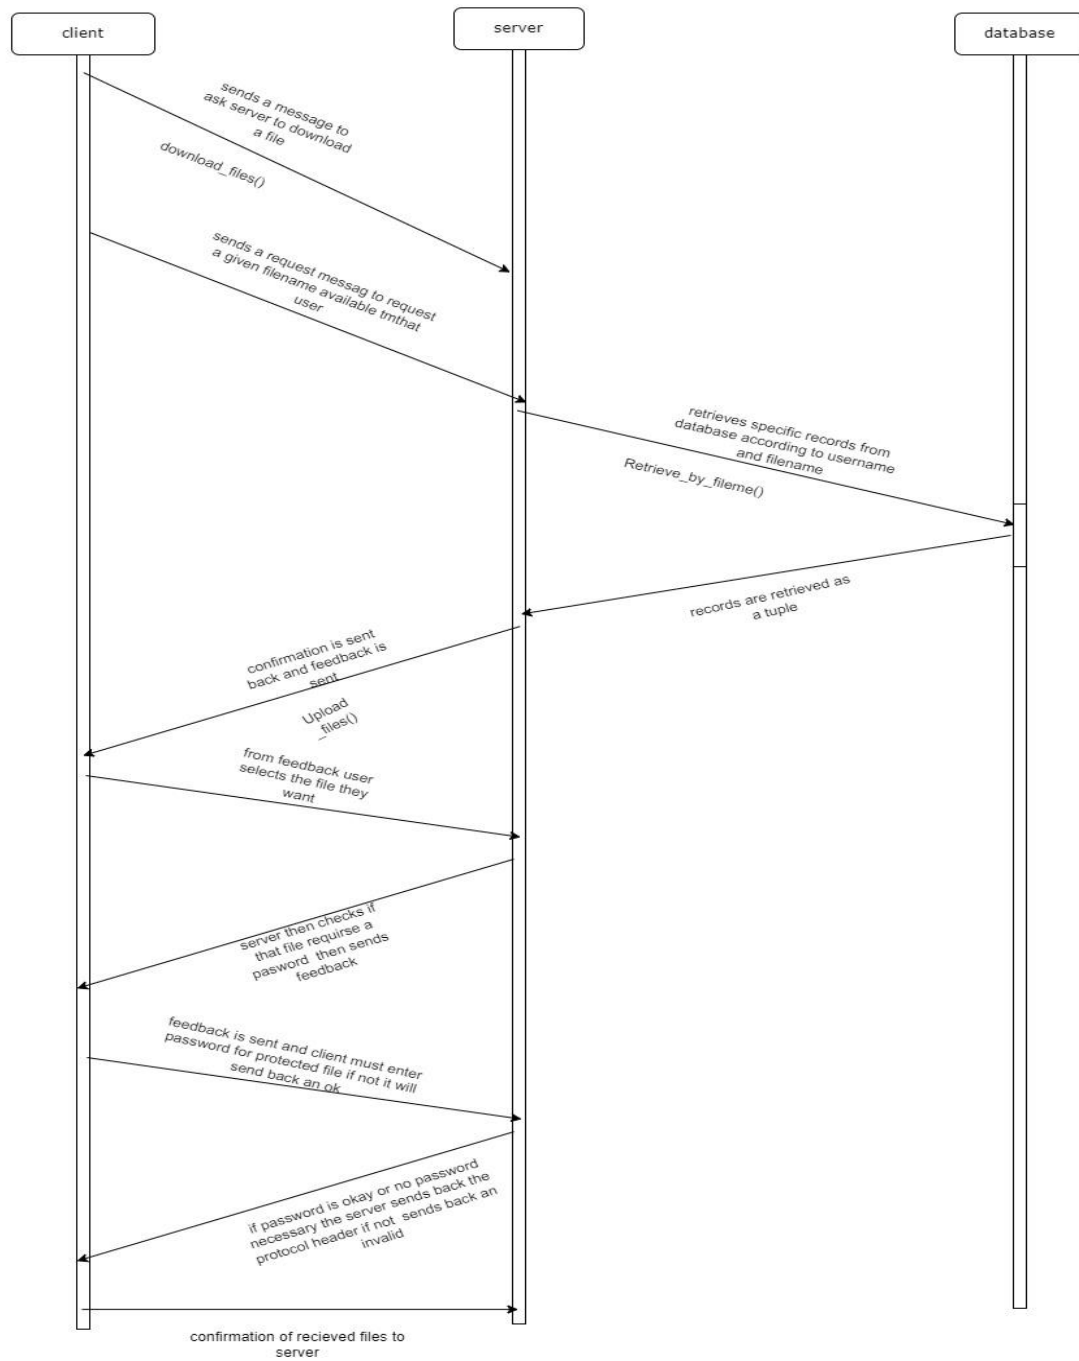 client
server
database
sends a message to
ask server to download
a file
download_files()
sends a request messag to request
a given filename available tmthat
user
retrieves specific records from
database according to username
and filename
Retrieve_by_fileme()
records are retrieved as
a tuple
confirmation is sent
back and feedback is
sent
Upload
_files()
from feedback user
selects the file they
want
server then checks if
that file requirse a
pasword then sends
feedback
feedback is sent and client must enter
password for protected file if not it will
send back an ok
if password is okay or no password
necessary the server sends back the
protocol header if not sends back an
invalid
confirmation of recieved files to
server